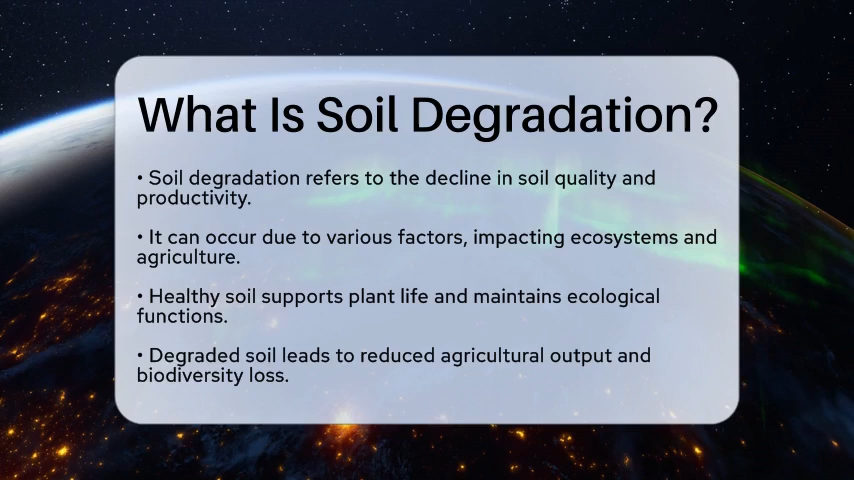 What Is Soil Degradation?
• Soil degradation refers to the decline in soil quality and
productivity.
• It can occur due to various factors, impacting ecosystems and
agriculture.
• Healthy soil supports plant life and maintains ecological
functions.
• Degraded soil leads to reduced agricultural output and
biodiversity loss.